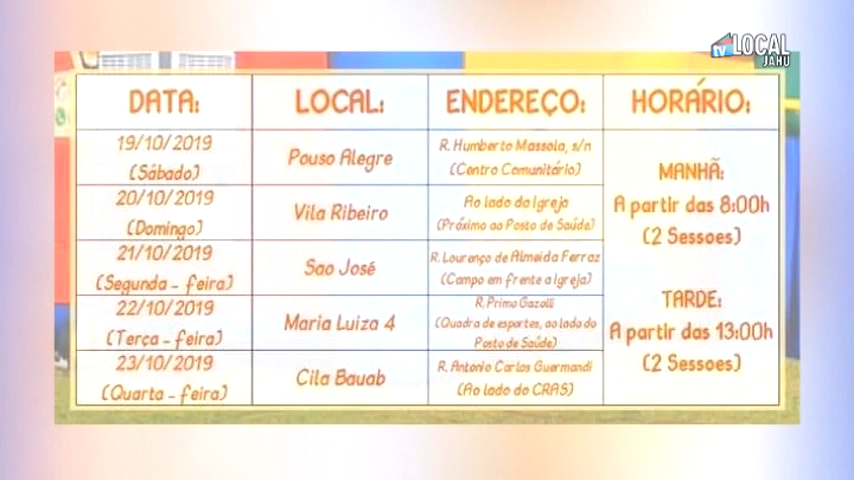 tv LOCAL
JAHU
DATA: LOCAL: ENDEREÇO: HORÁRIO:
19/10/2019
(Sábado)
Pouso Alegre
R. Humberto Massola, s/n
(Centro Comunitário)
20/10/2019
(Domingo)
Vila Ribeiro
Ao lado da Igreja
(Próximo ao Posto de Saúde)
21/10/2019
(Segunda - feira)
Sao José
R. Lourenço de Almeida Ferraz
(Campo em frente a Igreja)
22/10/2019
(Terça - feira)
Maria Luiza 4
R. Primo Gazolli
(Quadra de esportes, ao lado do
Posto de Saúde)
23/10/2019
(Quarta - feira)
Cila Bauab
R. Antonio Carlos Guermandi
(Ao lado do CRAS)
MANHÃ:
A partir das 8:00h
(2 Sessoes)
TARDE:
A partir das 13:00h
(2 Sessoes)